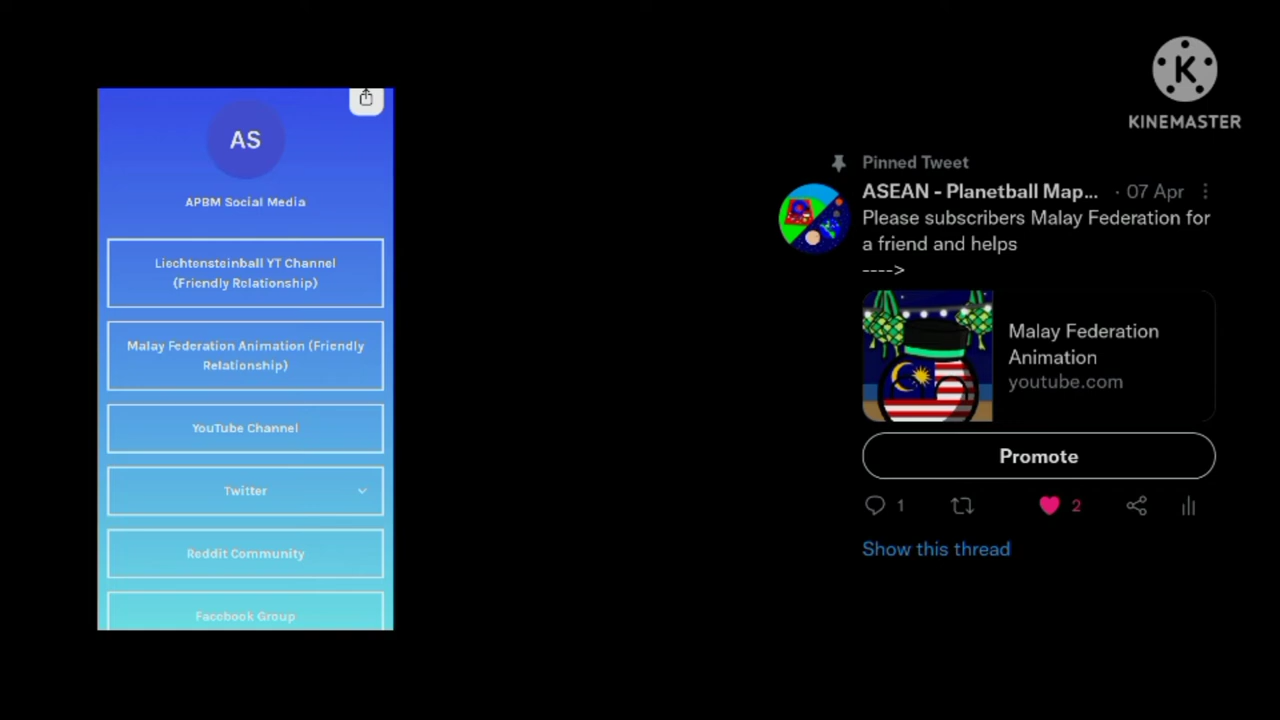 AS
APBM Social Media
Liechtensteinball YT Channel
(Friendly Relationship)
Malay Federation Animation (Friendly
Relationship)
YouTube Channel
Twitter
Reddit Community
Facebook Group
K
KINEMASTER
Pinned Tweet
ASEAN - Planetball Map... · 07 Apr
Please subscribers Malay Federation for
a friend and helps
---->
Malay Federation
Animation
youtube.com
Promote
1
2
Show this thread